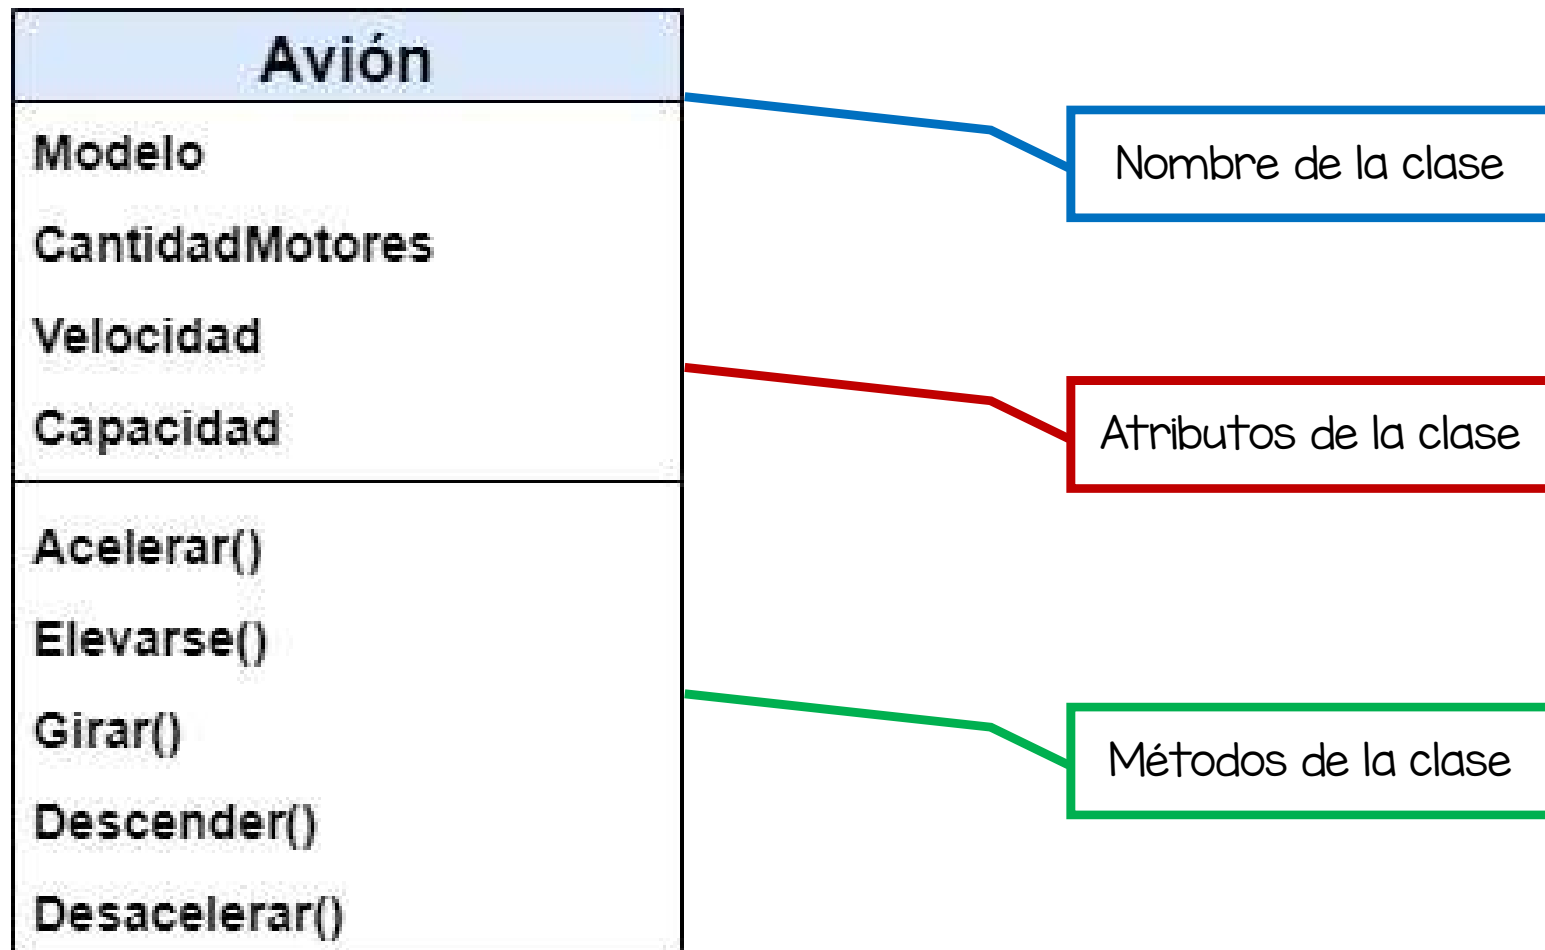 Avión
Modelo
CantidadMotores
Velocidad
Capacidad
Acelerar()
Elevarse()
Girar()
Descender()
Desacelerar()
Nombre de la clase
Atributos de la clase
Métodos de la clase